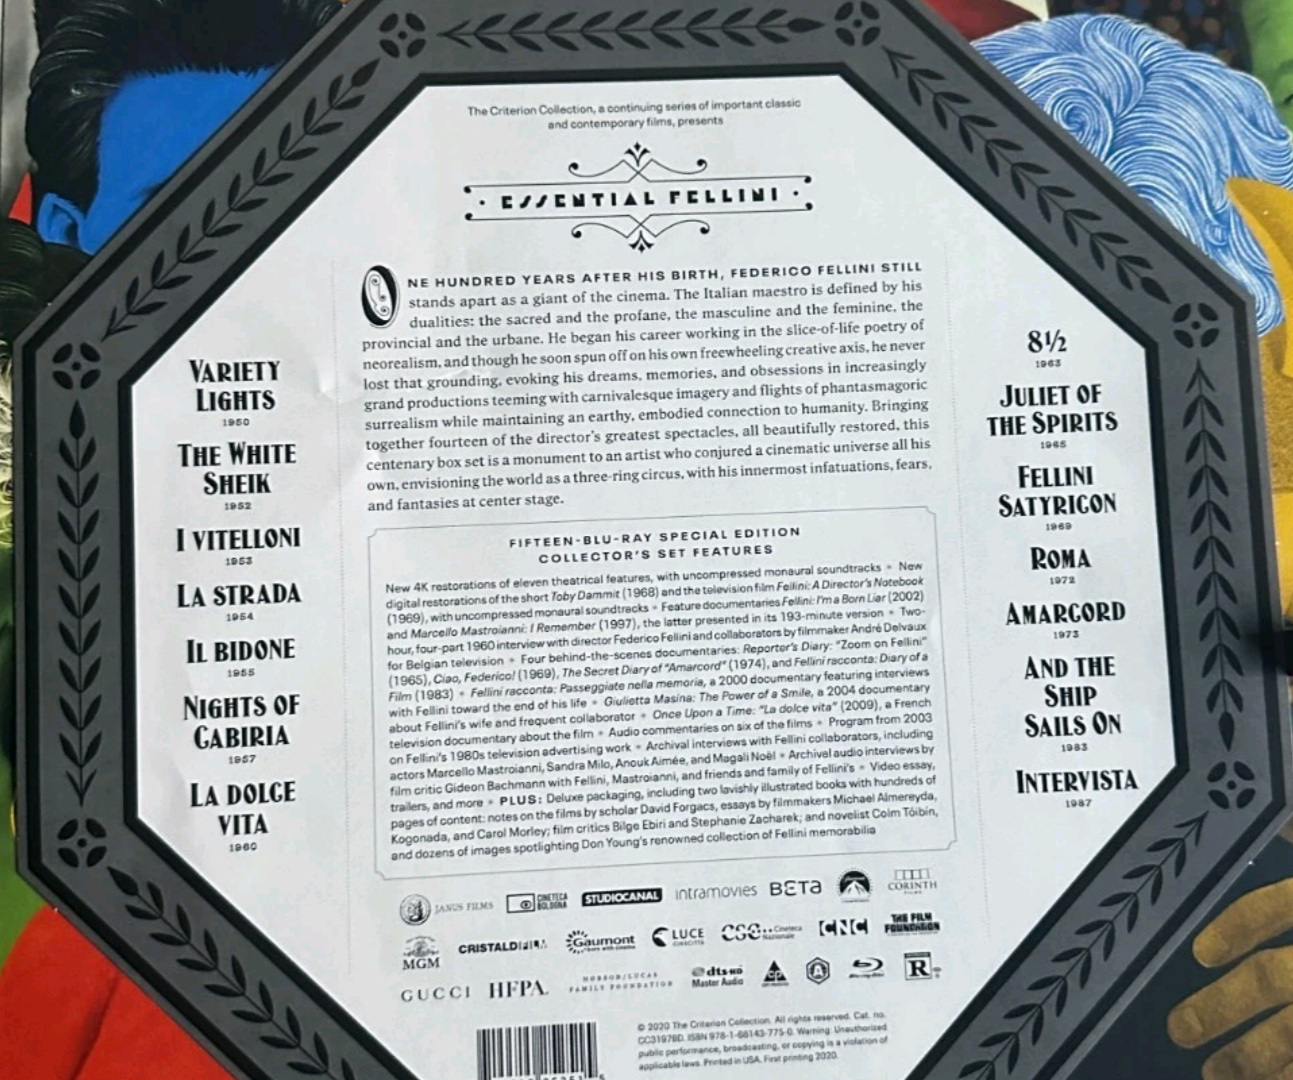 The Criterion Collection, a continuing series of important classic
and contemporary films, presents
ESSENTIAL FELLINI
ONE HUNDRED YEARS AFTER HIS BIRTH, FEDERICO FELLINI STILL
stands apart as a giant of the cinema. The Italian maestro is defined by his
dualities: the sacred and the profane, the masculine and the feminine, the
provincial and the urbane. He began his career working in the slice-of-life poetry of
neorealism, and though he soon spun off on his own freewheeling creative axis, he never
lost that grounding, evoking his dreams, memories, and obsessions in increasingly
grand productions teeming with carnivalesque imagery and flights of phantasmagoric
surrealism while maintaining an earthy, embodied connection to humanity. Bringing
together fourteen of the director's greatest spectacles, all beautifully restored, this
centenary box set is a monument to an artist who conjured a cinematic universe all his
own, envisioning the world as a three-ring circus, with his innermost infatuations, fears,
and fantasies at center stage.
VARIETY
LIGHTS
1950
THE WHITE
SHEIK
1952
I VITELLONI
1953
LA STRADA
1954
IL BIDONE
1955
NIGHTS OF
CABIRIA
1957
LA DOLCE
VITA
1960
8½
1963
JULIET OF
THE SPIRITS
1965
FELLINI
SATYRICON
1969
ROMA
1972
AMARCORD
1973
AND THE
SHIP
SAILS ON
1983
INTERVISTA
1987
FIFTEEN-BLU-RAY SPECIAL EDITION
COLLECTOR'S SET FEATURES
New 4K restorations of eleven theatrical features, with uncompressed monaural soundtracks • New
digital restorations of the short Toby Dammit (1968) and the television film Fellini: A Director's Notebook
(1969), with uncompressed monaural soundtracks • Feature documentaries Fellini: I'm a Born Liar (2002)
and Marcello Mastroianni: I Remember (1997), the latter presented in its 193-minute version • Two-
hour, four-part 1960 interview with director Federico Fellini and collaborators by filmmaker André Delvaux
for Belgian television • Four behind-the-scenes documentaries: Reporter's Diary: "Zoom on Fellini"
(1965), Ciao, Federico! (1969), The Secret Diary of "Amarcord" (1974), and Fellini racconta: Diary of a
Film (1983) • Fellini racconta: Passeggiate nella memoria, a 2000 documentary featuring interviews
with Fellini toward the end of his life • Giulietta Masina: The Power of a Smile, a 2004 documentary
about Fellini's wife and frequent collaborator • Once Upon a Time: "La dolce vita" (2009), a French
television documentary about the film • Audio commentaries on six of the films • Program from 2003
on Fellini's 1980s television advertising work • Archival interviews with Fellini collaborators, including
actors Marcello Mastroianni, Sandra Milo, Anouk Aimée, and Magali Noël • Archival audio interviews by
film critic Gideon Bachmann with Fellini, Mastroianni, and friends and family of Fellini's • Video essay,
trailers, and more • PLUS: Deluxe packaging, including two lavishly illustrated books with hundreds of
pages of content: notes on the films by scholar David Forgacs, essays by filmmakers Michael Almereyda,
Kogonada, and Carol Morley; film critics Bilge Ebiri and Stephanie Zacharek; and novelist Colm Tóibín,
and dozens of images spotlighting Don Young's renowned collection of Fellini memorabilia
JANUS FILMS CINETECA BOLOGNA STUDIOCANAL intramovies BETA CORINTH FILMS
MGM CRISTALDIFILM Gaumont LUCE CINECITTÀ CSC Cineteca Nazionale CNC THE FILM FOUNDATION
GUCCI HFPA HOBSON/LUCAS FAMILY FOUNDATION dts-HD Master Audio Blu-ray Disc R
© 2020 The Criterion Collection. All rights reserved. Cat. no.
CC3197BD. ISBN 978-1-68143-775-0. Warning: Unauthorized
public performance, broadcasting, or copying is a violation of
applicable laws. Printed in USA. First printing 2020.